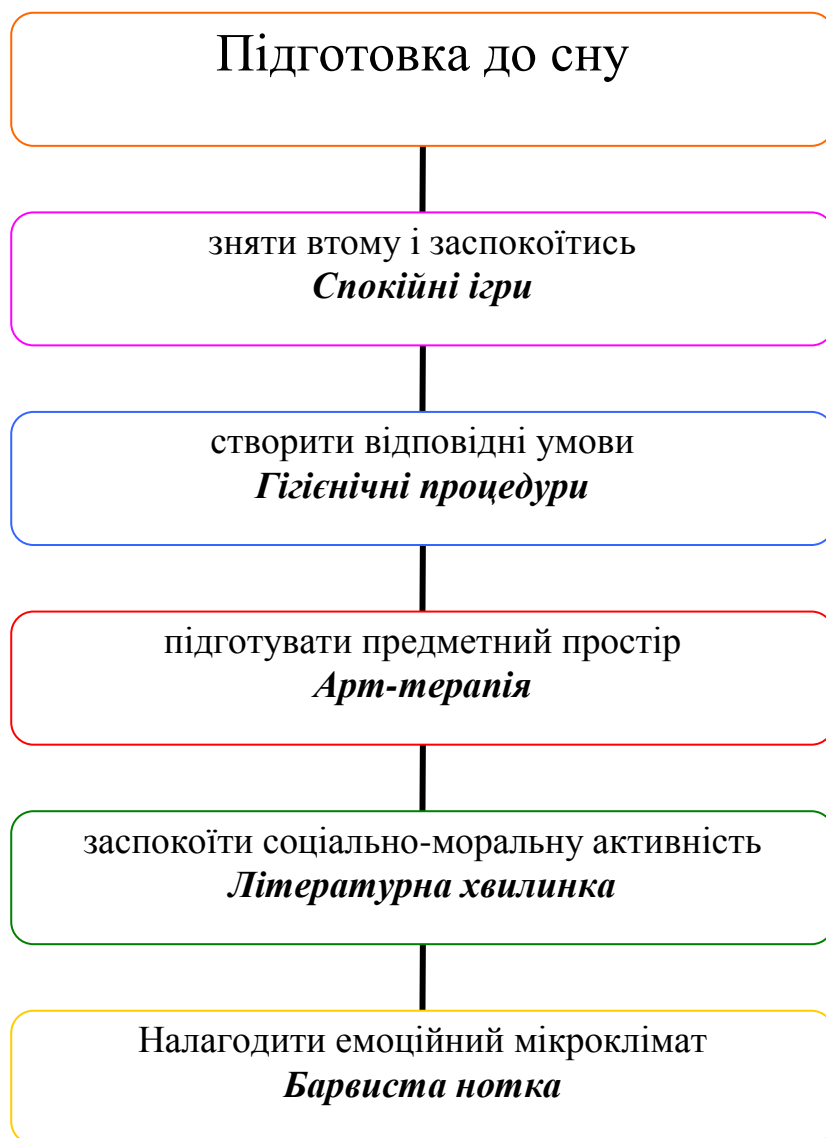 Підготовка до сну
зняти втому і заспокоїтись
Спокійні ігри
створити відповідні умови
Гігієнічні процедури
підготувати предметний простір
Арт-терапія
заспокоїти соціально-моральну активність
Літературна хвилинка
Налагодити емоційний мікроклімат
Барвиста нотка